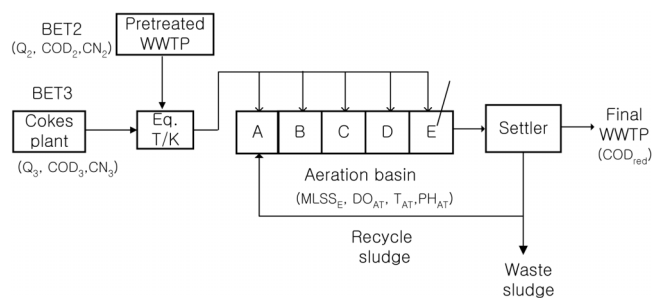 BET2
(Q2, COD2,CN2)
Pretreated
WWTP
BET3
Cokes
plant
(Q3, COD3,CN3)
Eq.
T/K
A
B
C
D
E
Settler
Final
WWTP
(CODred)
Aeration basin
(MLSSE, DOAT, TAT,PHAT)
Recycle
sludge
Waste
sludge